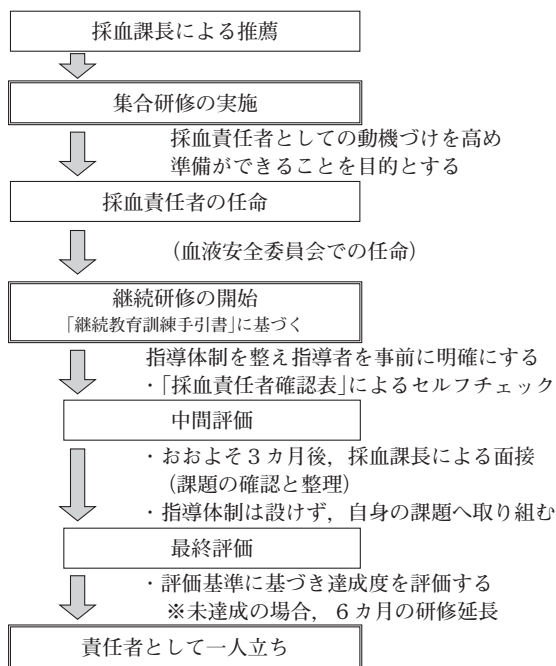 採血課長による推薦
集合研修の実施
採血責任者としての動機づけを高め
準備ができることを目的とする
採血責任者の任命
(血液安全委員会での任命)
継続研修の開始
「継続教育訓練手引書」に基づく
指導体制を整え指導者を事前に明確にする
・「採血責任者確認表」によるセルフチェック
中間評価
・おおよそ3カ月後，採血課長による面接
(課題の確認と整理)
・指導体制は設けず，自身の課題へ取り組む
最終評価
・評価基準に基づき達成度を評価する
※未達成の場合，6カ月の研修延長
責任者として一人立ち